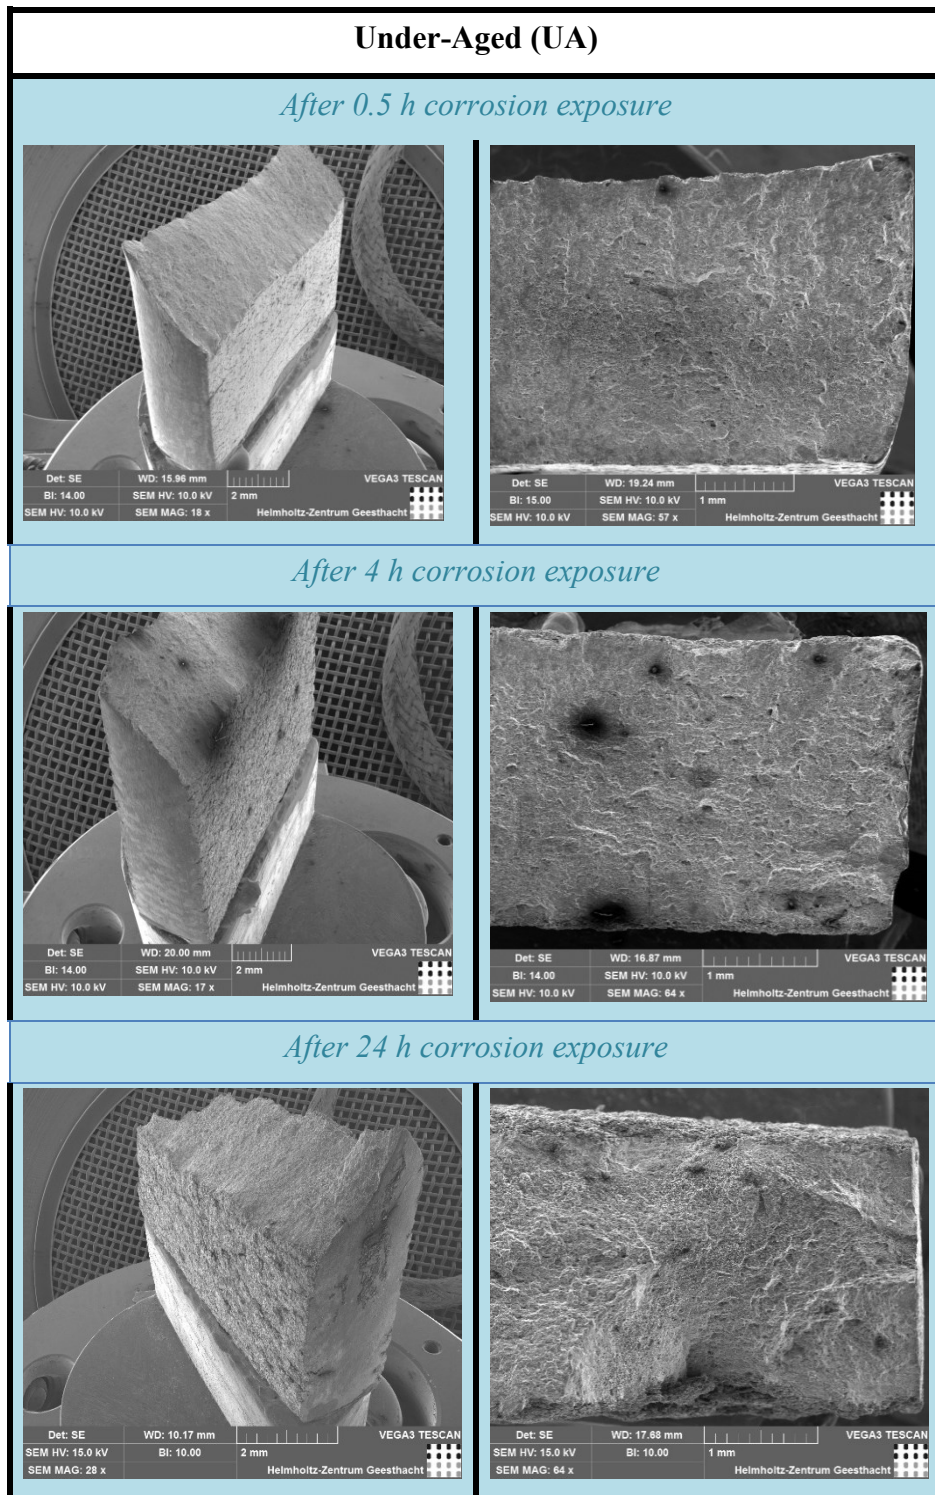 Under-Aged (UA)
After 0.5 h corrosion exposure
Det: SE WD: 15.96 mm 2 mm VEGA3 TESCAN
BI: 14.00 SEM HV: 10.0 kV
SEM HV: 10.0 kV SEM MAG: 18 x Helmholtz-Zentrum Geesthacht
Det: SE WD: 19.24 mm 1 mm VEGA3 TESCAN
BI: 15.00 SEM HV: 10.0 kV
SEM HV: 10.0 kV SEM MAG: 57 x Helmholtz-Zentrum Geesthacht
After 4 h corrosion exposure
Det: SE WD: 20.00 mm 2 mm VEGA3 TESCAN
BI: 14.00 SEM HV: 10.0 kV
SEM HV: 10.0 kV SEM MAG: 17 x Helmholtz-Zentrum Geesthacht
Det: SE WD: 16.87 mm 1 mm VEGA3 TESCAN
BI: 14.00 SEM HV: 10.0 kV
SEM HV: 10.0 kV SEM MAG: 64 x Helmholtz-Zentrum Geesthacht
After 24 h corrosion exposure
Det: SE WD: 10.17 mm 2 mm VEGA3 TESCAN
SEM HV: 15.0 kV BI: 10.00
SEM MAG: 28 x Helmholtz-Zentrum Geesthacht
Det: SE WD: 17.68 mm 1 mm VEGA3 TESCAN
SEM HV: 15.0 kV BI: 10.00
SEM MAG: 64 x Helmholtz-Zentrum Geesthacht